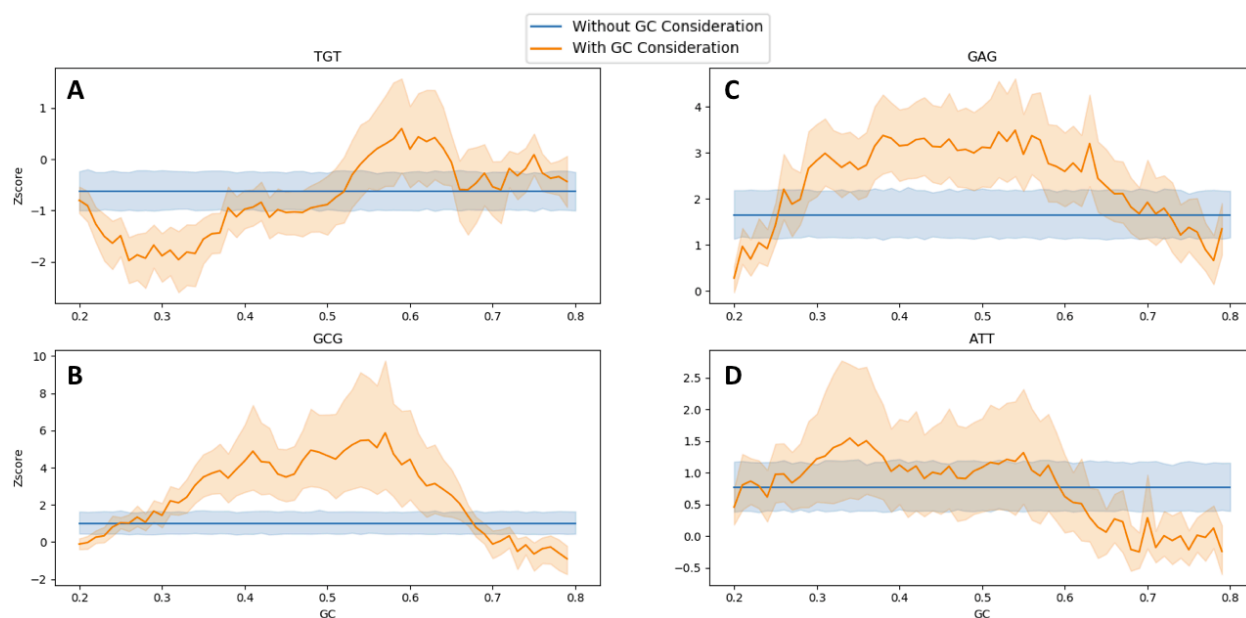 Without GC Consideration
With GC Consideration
TGT
A
Zscore
1
0
−1
−2
0.2 0.3 0.4 0.5 0.6 0.7 0.8
GAG
C
4
3
2
1
0
0.2 0.3 0.4 0.5 0.6 0.7 0.8
GCG
B
Zscore
10
8
6
4
2
0
−2
0.2 0.3 0.4 0.5 0.6 0.7 0.8
GC
ATT
D
2.5
2.0
1.5
1.0
0.5
0.0
−0.5
0.2 0.3 0.4 0.5 0.6 0.7 0.8
GC